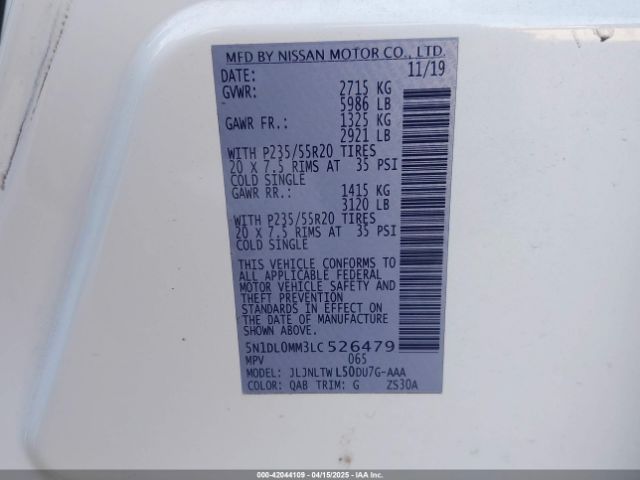 MFD BY NISSAN MOTOR CO., LTD.
DATE: 11/19
GVWR: 2715 KG
5986 LB
GAWR FR.: 1325 KG
2921 LB
WITH P235/55R20 TIRES
20 X 7.5 RIMS AT 35 PSI
COLD SINGLE
GAWR RR.: 1415 KG
3120 LB
WITH P235/55R20 TIRES
20 X 7.5 RIMS AT 35 PSI
COLD SINGLE
THIS VEHICLE CONFORMS TO
ALL APPLICABLE FEDERAL
MOTOR VEHICLE SAFETY AND
THEFT PREVENTION
STANDARDS IN EFFECT ON
THE DATE OF MANUFACTURE
SHOWN ABOVE.
5N1DL0MM3LC526479
MPV 065
MODEL: JLJNLTWL50DU7G-AAA
COLOR: QAB TRIM: G ZS30A
000-42044109 - 04/15/2025 - IAA Inc.